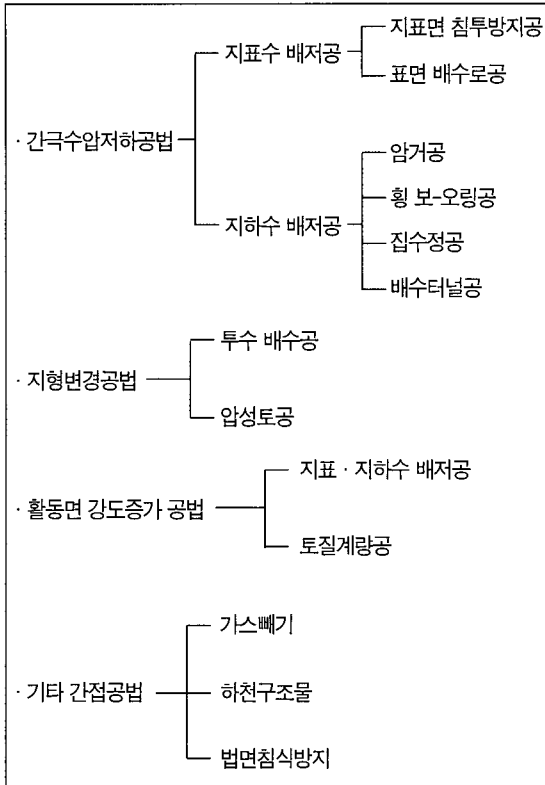 지표면 침투방지공
지표수 배저공
표면 배수로공
· 간극수압저하공법
암거공
횡 보-오링공
지하수 배저공
집수정공
배수터널공
투수 배수공
· 지형변경공법
압성토공
지표 · 지하수 배저공
· 활동면 강도증가 공법
토질계량공
가스빼기
· 기타 간접공법
하천구조물
법면침식방지